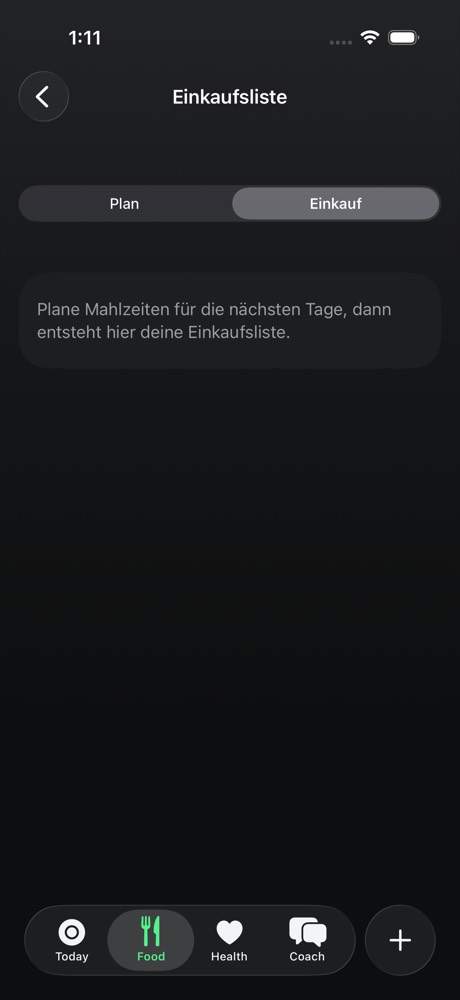 1:11
Einkaufsliste
Plan
Einkauf
Plane Mahlzeiten für die nächsten Tage, dann
entsteht hier deine Einkaufsliste.
Today
Food
Health
Coach